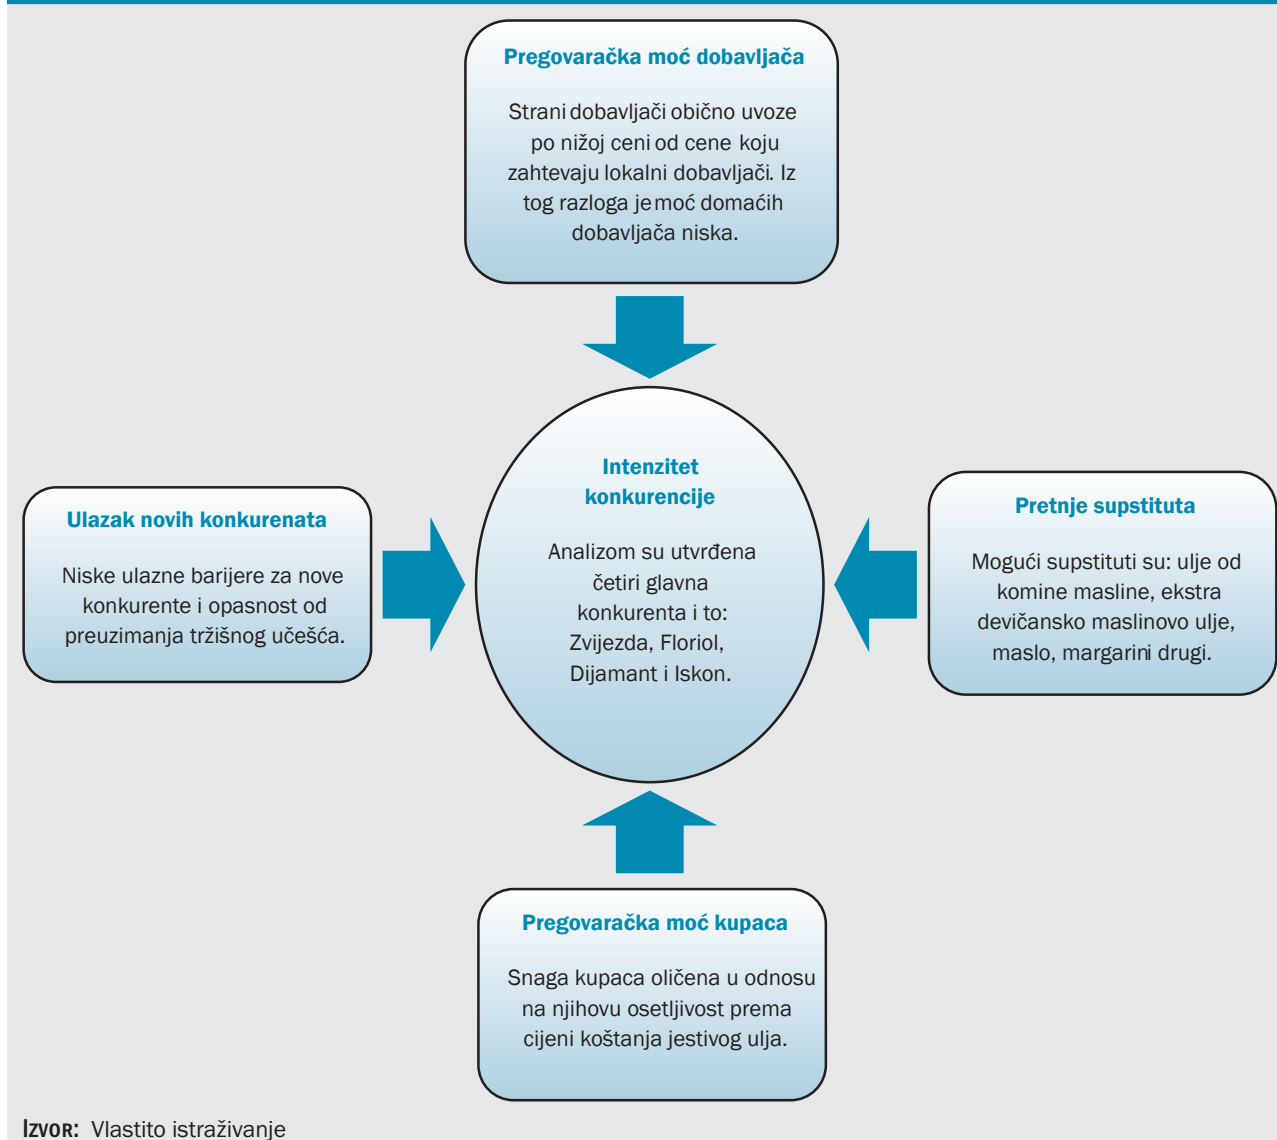 Pregovaračka moć dobavljača
Strani dobavljači obično uvoze
po nižoj ceni od cene koju
zahtevaju lokalni dobavljači. Iz
tog razloga je moć domaćih
dobavljača niska.
Intenzitet
konkurencije
Analizom su utvrđena
četiri glavna
konkurenta i to:
Zvijezda, Floriol,
Dijamant i Iskon.
Ulazak novih konkurenata
Niske ulazne barijere za nove
konkurente i opasnost od
preuzimanja tržišnog učešća.
Pretnje supstituta
Mogući supstituti su: ulje od
komine masline, ekstra
devičansko maslinovo ulje,
maslo, margarini drugi.
Pregovaračka moć kupaca
Snaga kupaca oličena u odnosu
na njihovu osetljivost prema
cijeni koštanja jestivog ulja.
IZVOR: Vlastito istraživanje